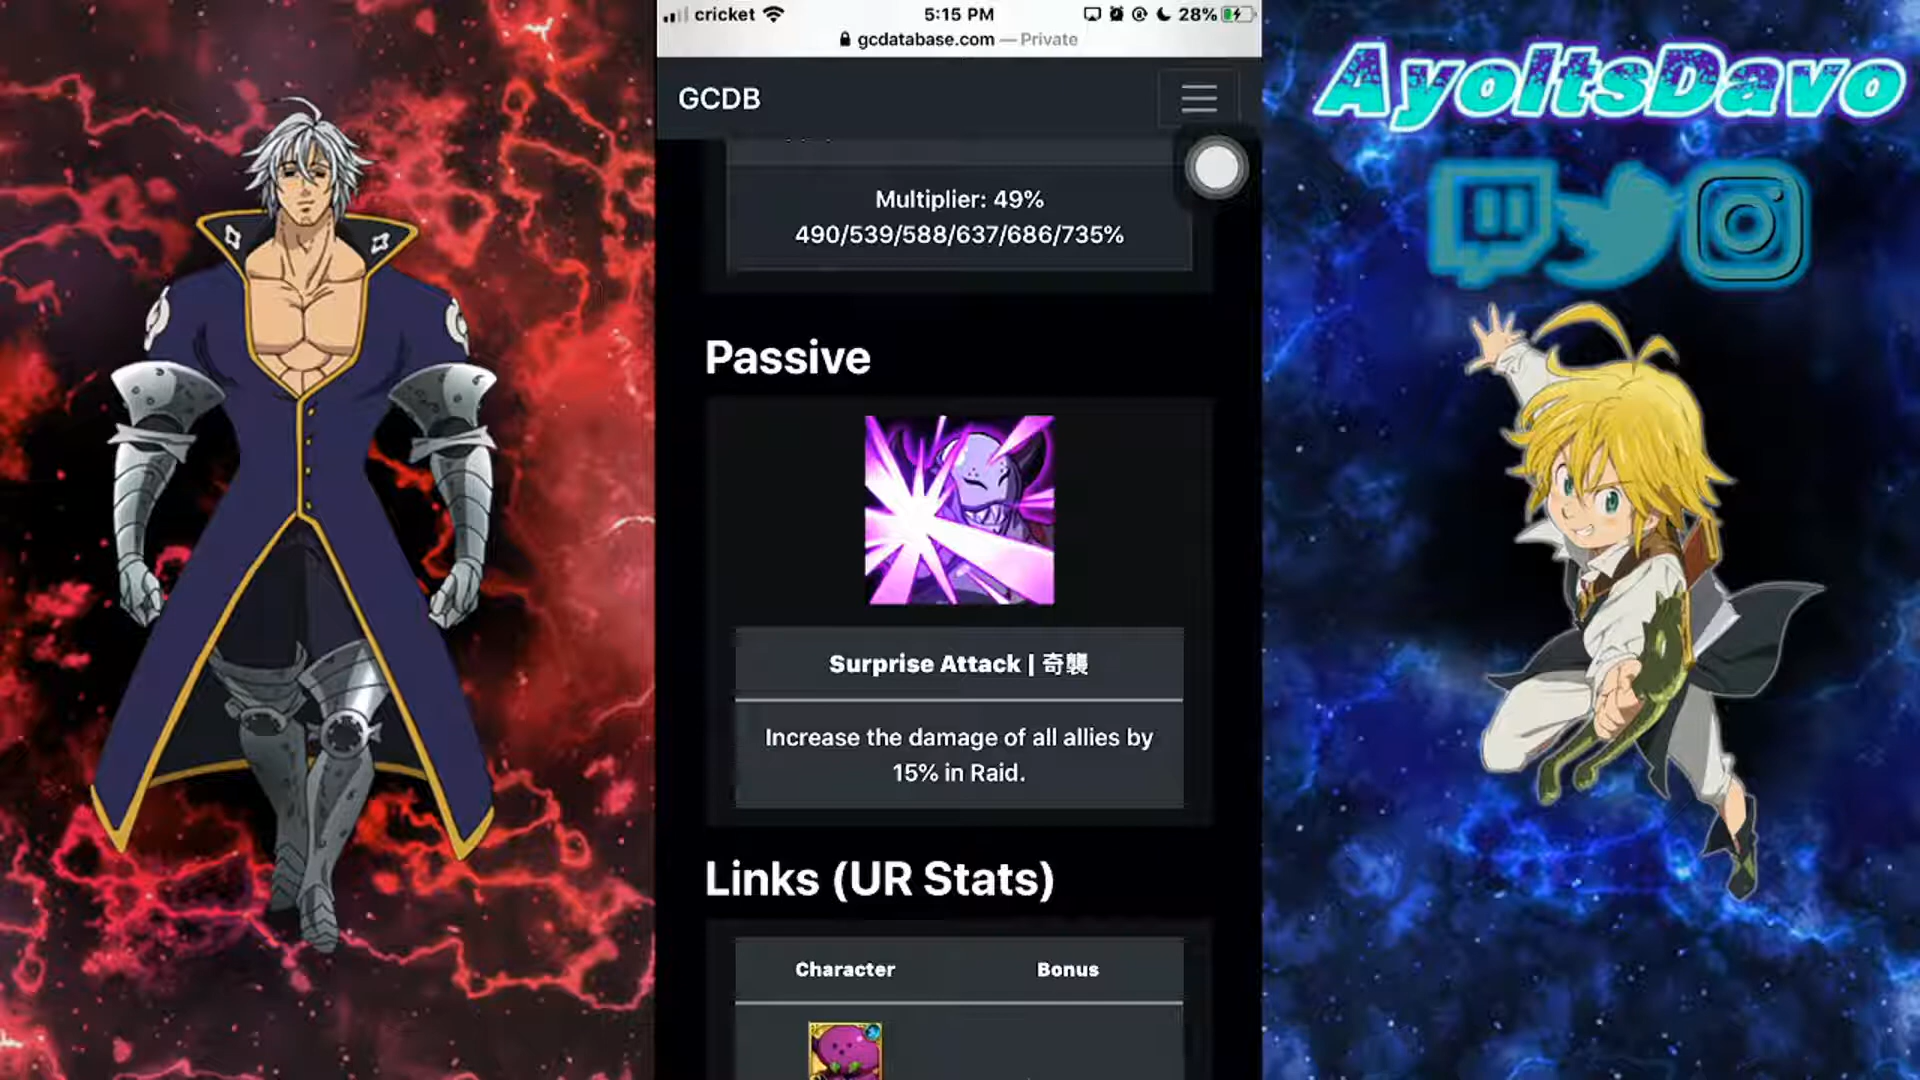 cricket
5:15 PM
28%
gcdatabase.com — Private
AyoItsDavo
GCDB
Multiplier: 49%
490/539/588/637/686/735%
Passive
Surprise Attack | 奇襲
Increase the damage of all allies by
15% in Raid.
Links (UR Stats)
Character Bonus